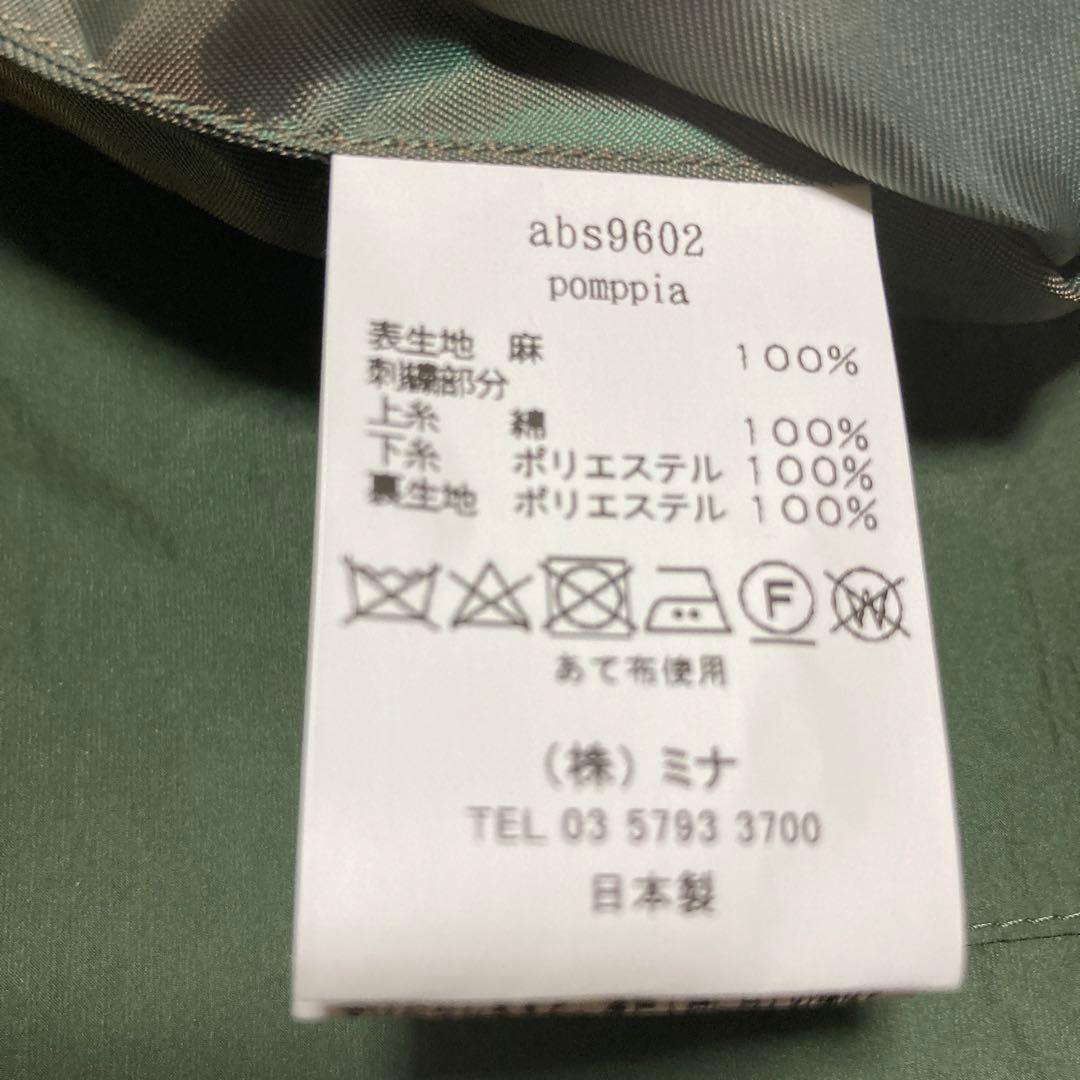 abs9602
pomppia
表生地 麻 100%
刺繍部分
上糸 綿 100%
下糸 ポリエステル 100%
裏生地 ポリエステル 100%
F W
あて布使用
(株)ミナ
TEL 03 5793 3700
日本製